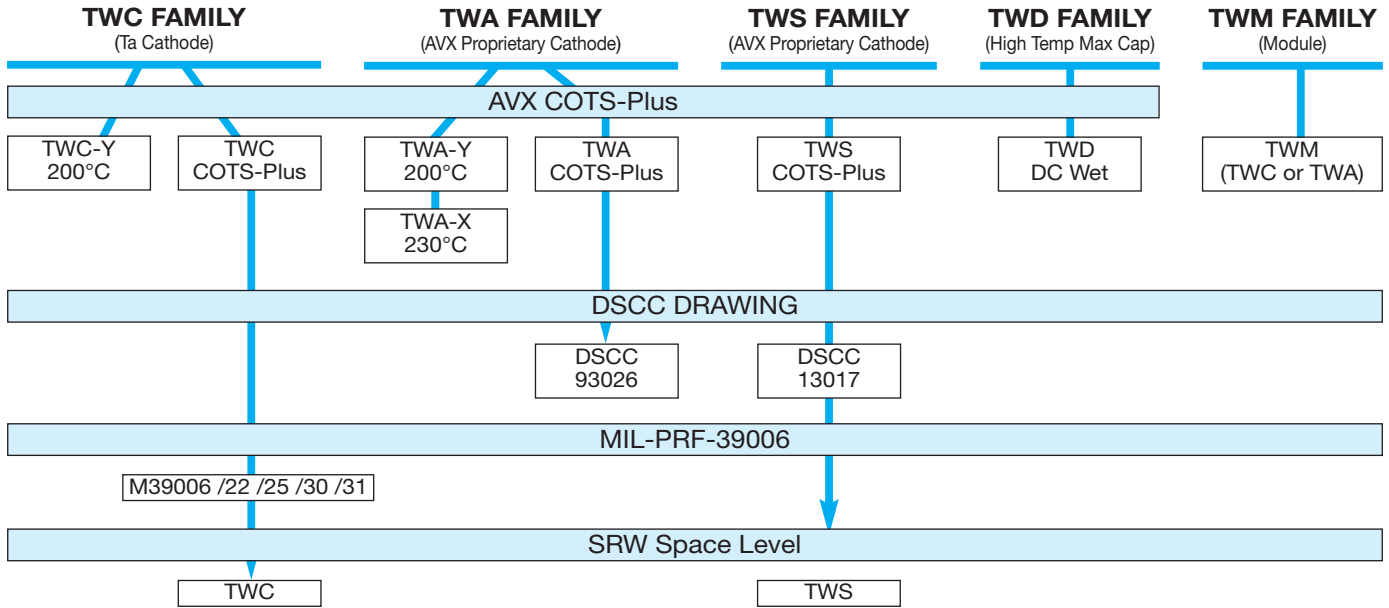 TWC FAMILY
(Ta Cathode)
TWA FAMILY
(AVX Proprietary Cathode)
TWS FAMILY
(AVX Proprietary Cathode)
TWD FAMILY
(High Temp Max Cap)
TWM FAMILY
(Module)
AVX COTS-Plus
TWC-Y
200°C
TWC
COTS-Plus
TWA-Y
200°C
TWA
COTS-Plus
TWS
COTS-Plus
TWD
DC Wet
TWM
(TWC or TWA)
TWA-X
230°C
DSCC DRAWING
DSCC
93026
DSCC
13017
MIL-PRF-39006
M39006 /22 /25 /30 /31
SRW Space Level
TWC
TWS